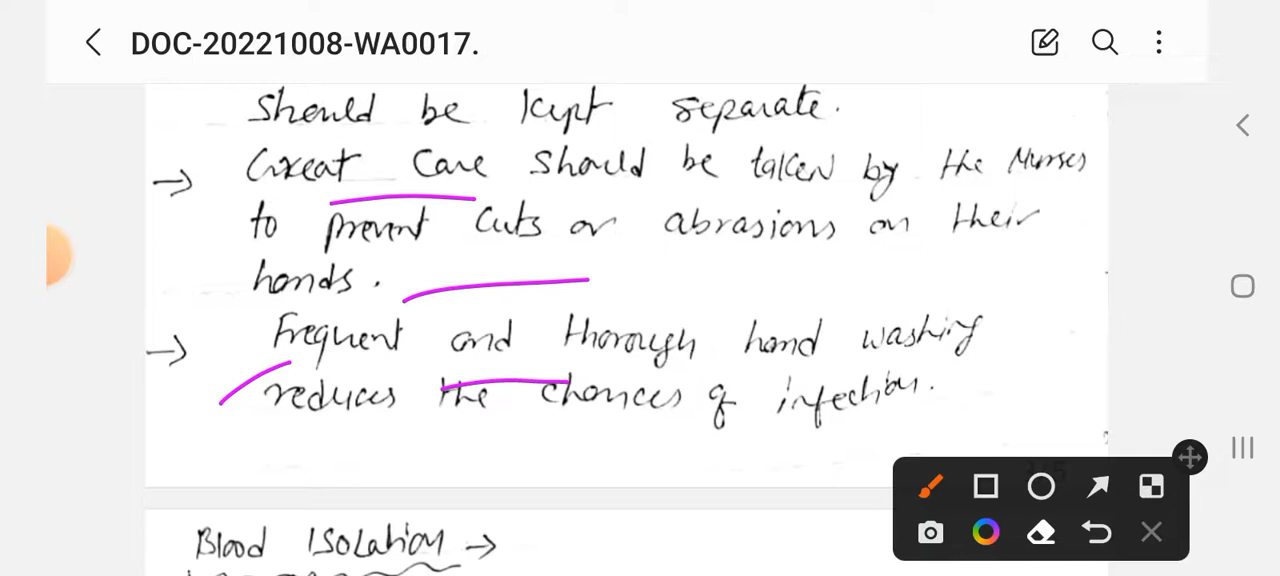 DOC-20221008-WA0017.
Should be kept separate.
→ Great Care Should be taken by the Nurses
to prevent cuts or abrasions on their
hands.
→ Frequent and thorough hand washing
reduces the chances of infection.
Blood Isolation →